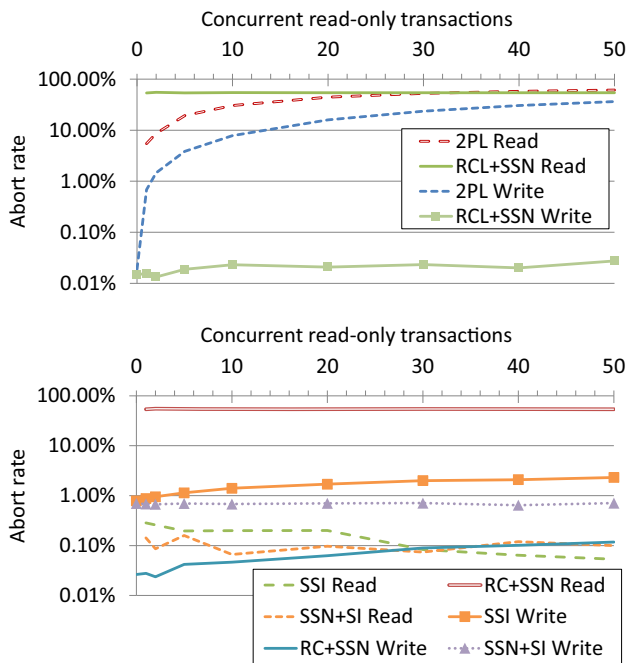 Concurrent read-only transactions
0 10 20 30 40 50
100.00%
10.00%
1.00%
0.10%
0.01%
Abort rate
2PL Read
RCL+SSN Read
2PL Write
RCL+SSN Write
Concurrent read-only transactions
0 10 20 30 40 50
100.00%
10.00%
1.00%
0.10%
0.01%
Abort rate
SSI Read RC+SSN Read
SSN+SI Read SSI Write
RC+SSN Write SSN+SI Write